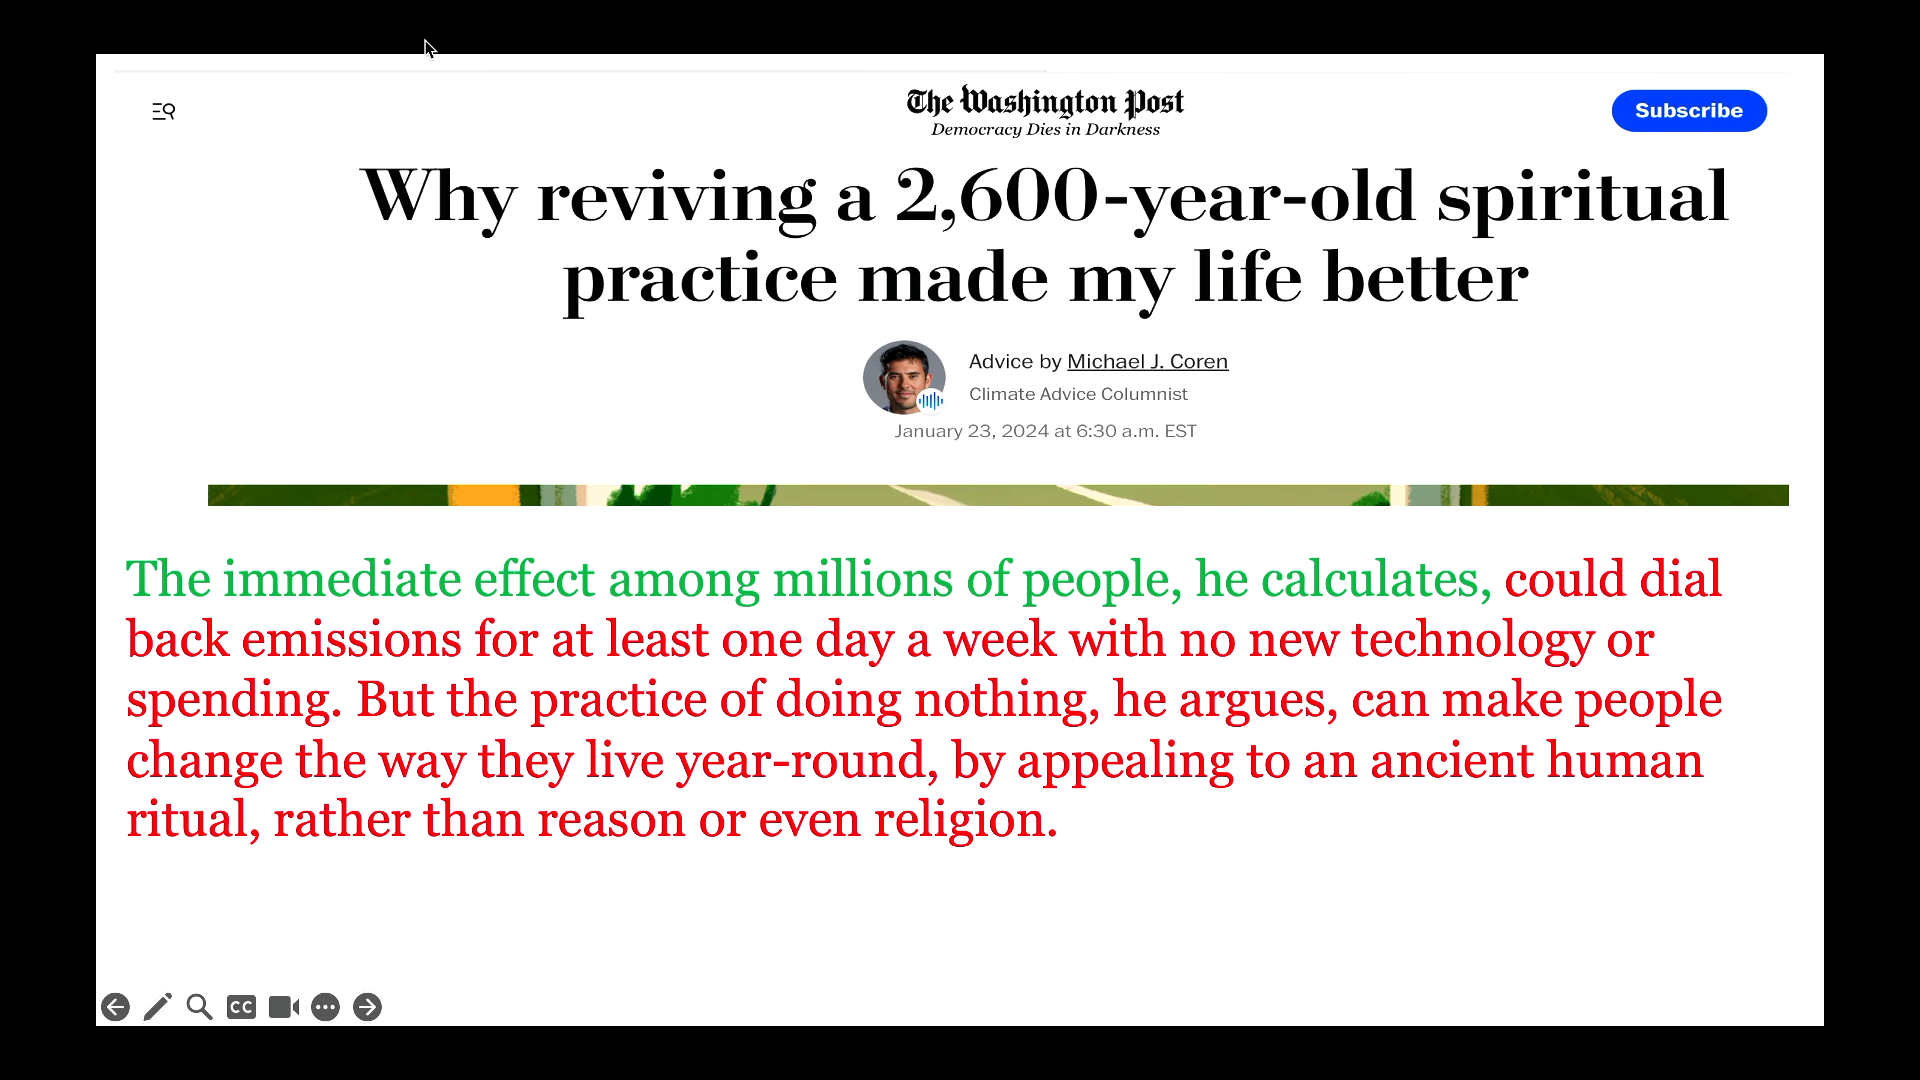 The Washington Post
Democracy Dies in Darkness
Subscribe
Why reviving a 2,600-year-old spiritual
practice made my life better
Advice by Michael J. Coren
Climate Advice Columnist
January 23, 2024 at 6:30 a.m. EST
The immediate effect among millions of people, he calculates, could dial
back emissions for at least one day a week with no new technology or
spending. But the practice of doing nothing, he argues, can make people
change the way they live year-round, by appealing to an ancient human
ritual, rather than reason or even religion.
CC